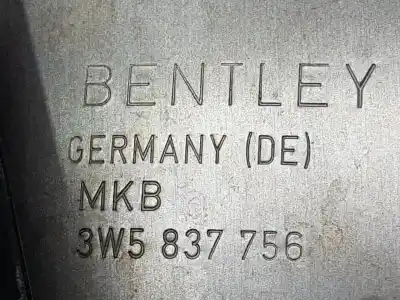 BENTLEY
GERMANY (DE)
MKB
3W5 837 756